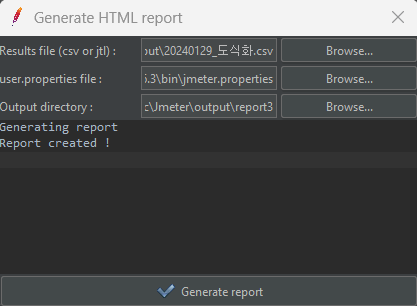 Generate HTML report
Results file (csv or jtl) : out\20240129_도식화.csv Browse...
user.properties file : 5.3\bin\jmeter.properties Browse...
Output directory : c\Jmeter\output\report3 Browse...
Generating report
Report created !
Generate report